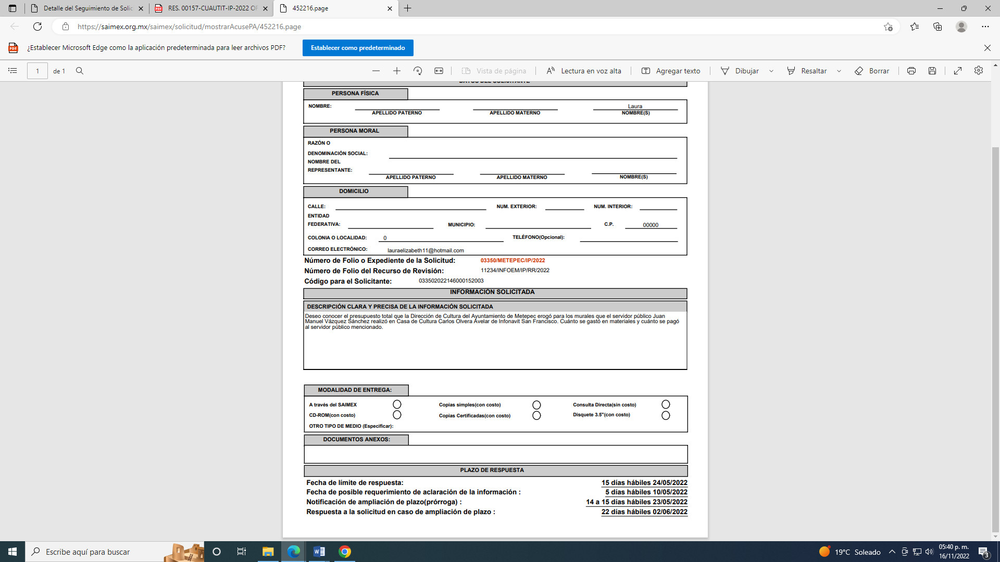 Detalle del Seguimiento de Solic
RES. 00157-CUAUTIT-IP-2022 OF
452216.page
https://saimex.org.mx/saimex/solicitud/mostrarAcusePA/452216.page
¿Establecer Microsoft Edge como la aplicación predeterminada para leer archivos PDF?
Establecer como predeterminado
1 de 1
Vista de página
Lectura en voz alta
Agregar texto
Dibujar
Resaltar
Borrar
DATOS DEL SOLICITANTE
PERSONA FÍSICA
NOMBRE: Laura
APELLIDO PATERNO APELLIDO MATERNO NOMBRE(S)
PERSONA MORAL
RAZÓN O
DENOMINACIÓN SOCIAL:
NOMBRE DEL
REPRESENTANTE:
APELLIDO PATERNO APELLIDO MATERNO NOMBRE(S)
DOMICILIO
CALLE: NUM. EXTERIOR: NUM. INTERIOR:
ENTIDAD
FEDERATIVA: MUNICIPIO: C.P. 00000
COLONIA O LOCALIDAD: 0 TELÉFONO(Opcional):
CORREO ELECTRÓNICO: lauraelizabeth11@hotmail.com
Número de Folio o Expediente de la Solicitud: 03350/METEPEC/IP/2022
Número de Folio del Recurso de Revisión: 11234/INFOEM/IP/RR/2022
Código para el Solicitante: 033502022146000152003
INFORMACIÓN SOLICITADA
DESCRIPCIÓN CLARA Y PRECISA DE LA INFORMACIÓN SOLICITADA
Deseo conocer el presupuesto total que la Dirección de Cultura del Ayuntamiento de Metepec erogó para los murales que el servidor público Juan
Manuel Vázquez Sánchez realizó en Casa de Cultura Carlos Olvera Avelar de Infonavit San Francisco. Cuánto se gastó en materiales y cuánto se pagó
al servidor público mencionado.
MODALIDAD DE ENTREGA:
A través del SAIMEX Copias simples(con costo) Consulta Directa(sin costo)
CD-ROM(con costo) Copias Certificadas(con costo) Disquete 3.5"(con costo)
OTRO TIPO DE MEDIO (Especificar):
DOCUMENTOS ANEXOS:
PLAZO DE RESPUESTA
Fecha de límite de respuesta: 15 días hábiles 24/05/2022
Fecha de posible requerimiento de aclaración de la información : 5 días hábiles 10/05/2022
Notificación de ampliación de plazo(prórroga) : 14 a 15 días hábiles 23/05/2022
Respuesta a la solicitud en caso de ampliación de plazo : 22 días hábiles 02/06/2022
Escribe aquí para buscar
19°C Soleado
05:40 p. m.
16/11/2022
3